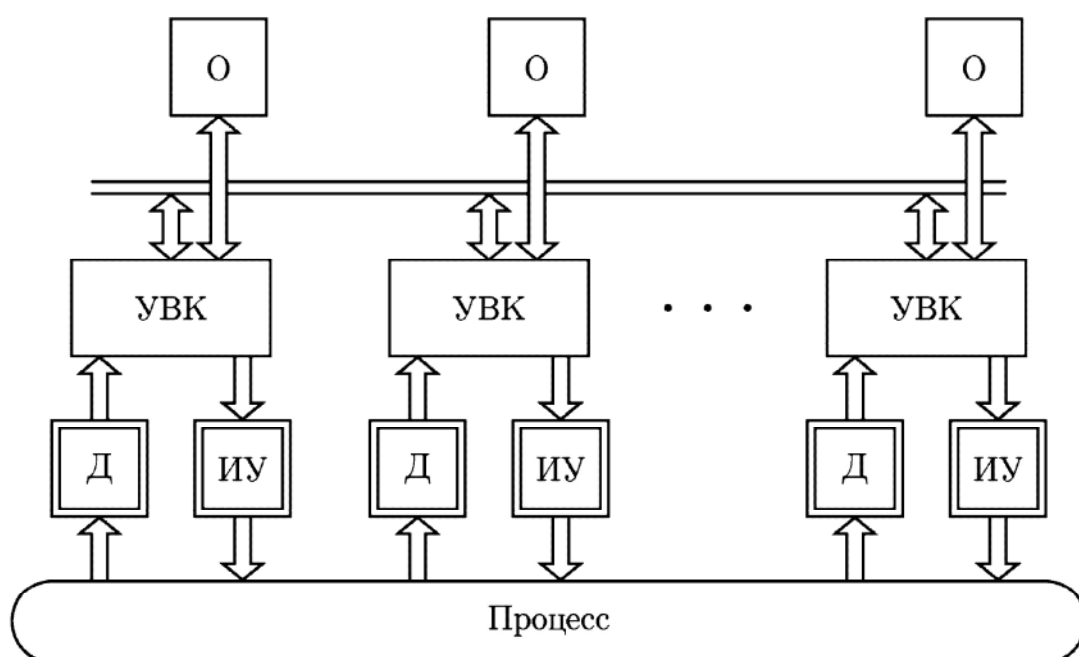 О О О
УВК УВК . . . УВК
Д ИУ Д ИУ Д ИУ
Процесс